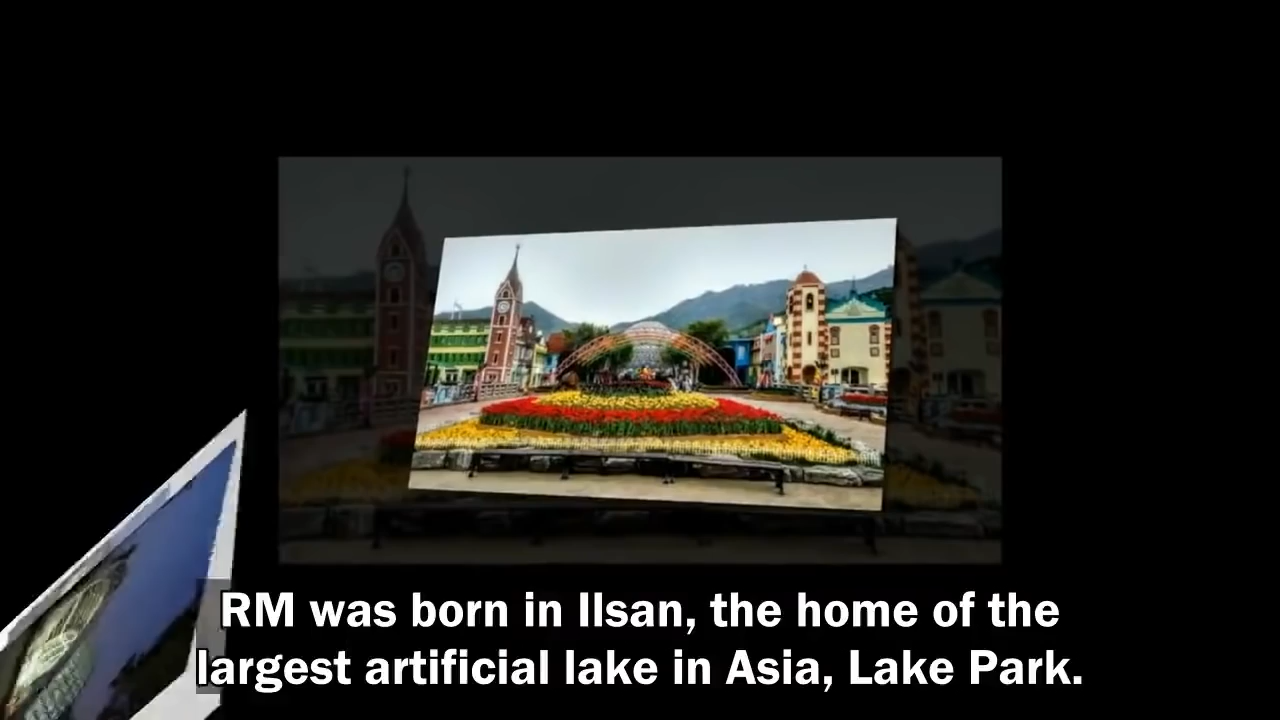 RM was born in Ilsan, the home of the
largest artificial lake in Asia, Lake Park.